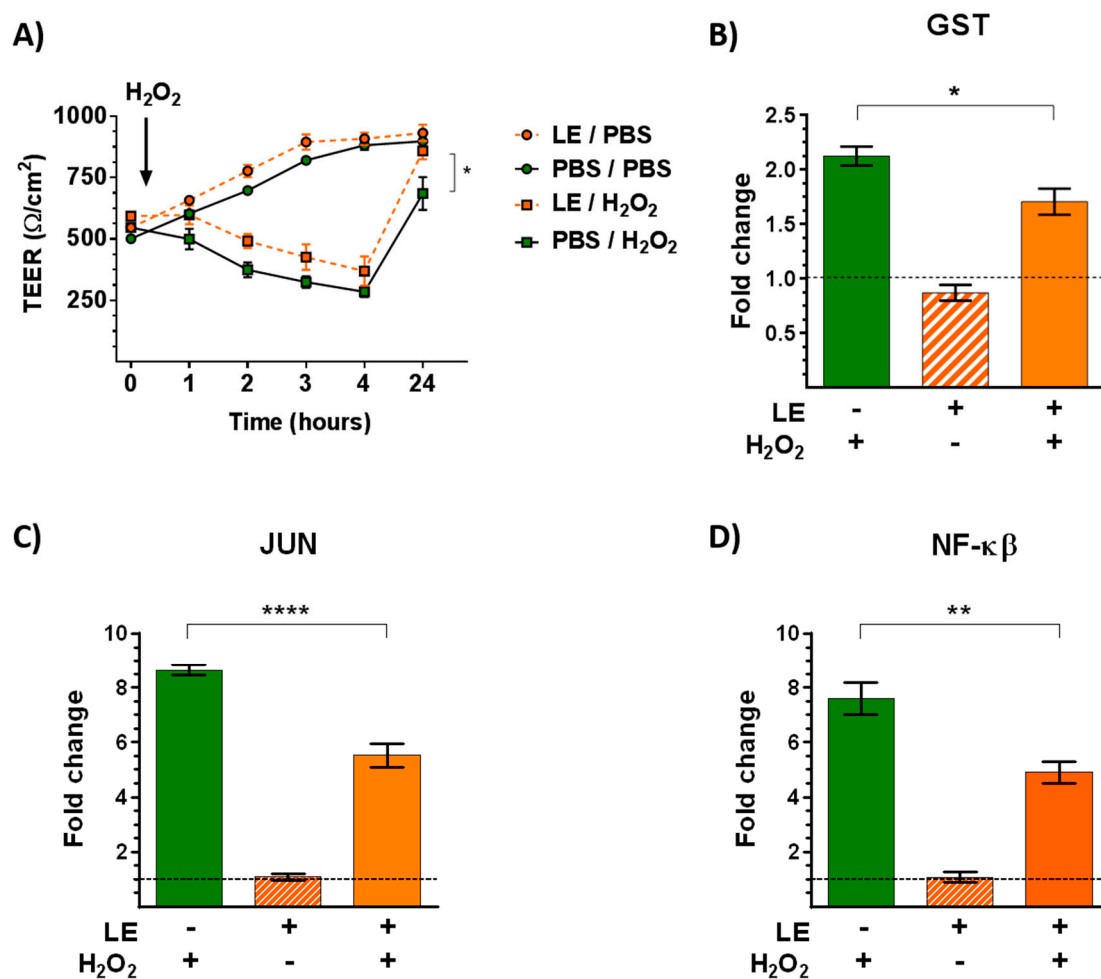 A)
H₂O₂
1000
750
500
250
TEER (Ω/cm²)
0 1 2 3 4 24
Time (hours)
LE / PBS
PBS / PBS
LE / H₂O₂
PBS / H₂O₂
*
B)
GST
*
2.5
2.0
1.5
1.0
0.5
Fold change
LE - + +
H₂O₂ + - +
C)
JUN
****
10
8
6
4
2
Fold change
LE - + +
H₂O₂ + - +
D)
NF-κβ
**
10
8
6
4
2
Fold change
LE - + +
H₂O₂ + - +